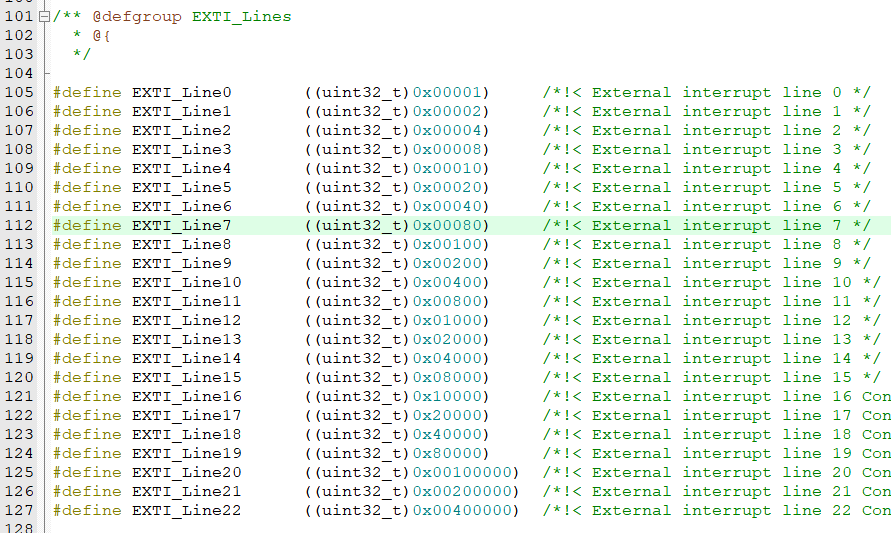 101 /** @defgroup EXTI_Lines
102 * @{
103 */
104
105 #define EXTI_Line0 ((uint32_t)0x00001) /*!< External interrupt line 0 */
106 #define EXTI_Line1 ((uint32_t)0x00002) /*!< External interrupt line 1 */
107 #define EXTI_Line2 ((uint32_t)0x00004) /*!< External interrupt line 2 */
108 #define EXTI_Line3 ((uint32_t)0x00008) /*!< External interrupt line 3 */
109 #define EXTI_Line4 ((uint32_t)0x00010) /*!< External interrupt line 4 */
110 #define EXTI_Line5 ((uint32_t)0x00020) /*!< External interrupt line 5 */
111 #define EXTI_Line6 ((uint32_t)0x00040) /*!< External interrupt line 6 */
112 #define EXTI_Line7 ((uint32_t)0x00080) /*!< External interrupt line 7 */
113 #define EXTI_Line8 ((uint32_t)0x00100) /*!< External interrupt line 8 */
114 #define EXTI_Line9 ((uint32_t)0x00200) /*!< External interrupt line 9 */
115 #define EXTI_Line10 ((uint32_t)0x00400) /*!< External interrupt line 10 */
116 #define EXTI_Line11 ((uint32_t)0x00800) /*!< External interrupt line 11 */
117 #define EXTI_Line12 ((uint32_t)0x01000) /*!< External interrupt line 12 */
118 #define EXTI_Line13 ((uint32_t)0x02000) /*!< External interrupt line 13 */
119 #define EXTI_Line14 ((uint32_t)0x04000) /*!< External interrupt line 14 */
120 #define EXTI_Line15 ((uint32_t)0x08000) /*!< External interrupt line 15 */
121 #define EXTI_Line16 ((uint32_t)0x10000) /*!< External interrupt line 16 Con
122 #define EXTI_Line17 ((uint32_t)0x20000) /*!< External interrupt line 17 Con
123 #define EXTI_Line18 ((uint32_t)0x40000) /*!< External interrupt line 18 Con
124 #define EXTI_Line19 ((uint32_t)0x80000) /*!< External interrupt line 19 Con
125 #define EXTI_Line20 ((uint32_t)0x00100000) /*!< External interrupt line 20 Con
126 #define EXTI_Line21 ((uint32_t)0x00200000) /*!< External interrupt line 21 Con
127 #define EXTI_Line22 ((uint32_t)0x00400000) /*!< External interrupt line 22 Con
128